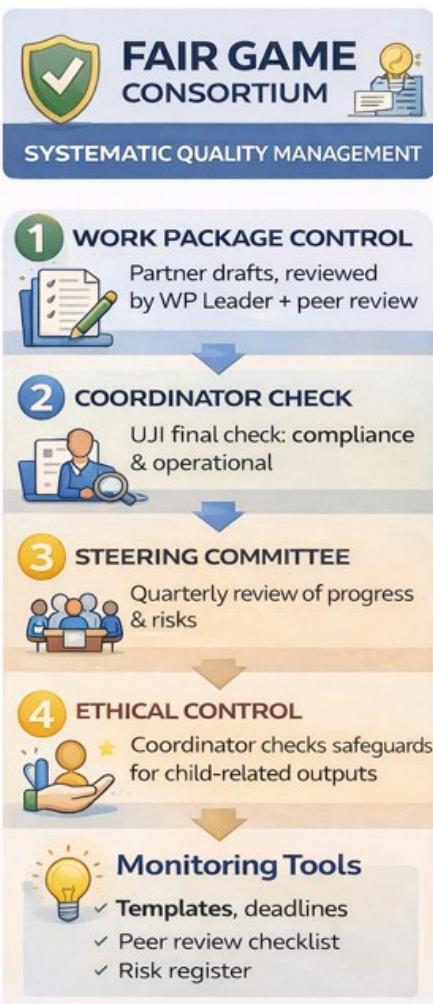 FAIR GAME
CONSORTIUM
SYSTEMATIC QUALITY MANAGEMENT
1 WORK PACKAGE CONTROL
Partner drafts, reviewed
by WP Leader + peer review
2 COORDINATOR CHECK
UJI final check: compliance
& operational
3 STEERING COMMITTEE
Quarterly review of progress
& risks
4 ETHICAL CONTROL
Coordinator checks safeguards
for child-related outputs
Monitoring Tools
✓ Templates, deadlines
✓ Peer review checklist
✓ Risk register